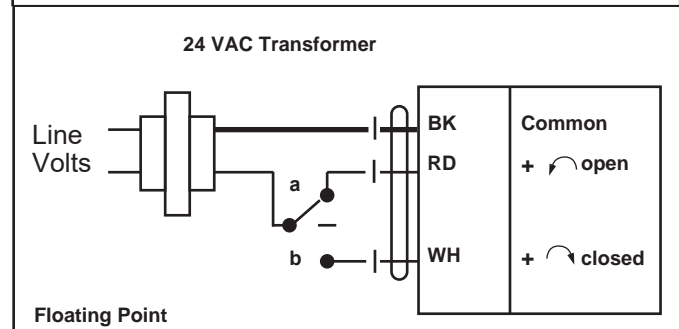 24 VAC Transformer
Line
Volts
BK
Common
a
RD
+ open
b
WH
+ closed
Floating Point